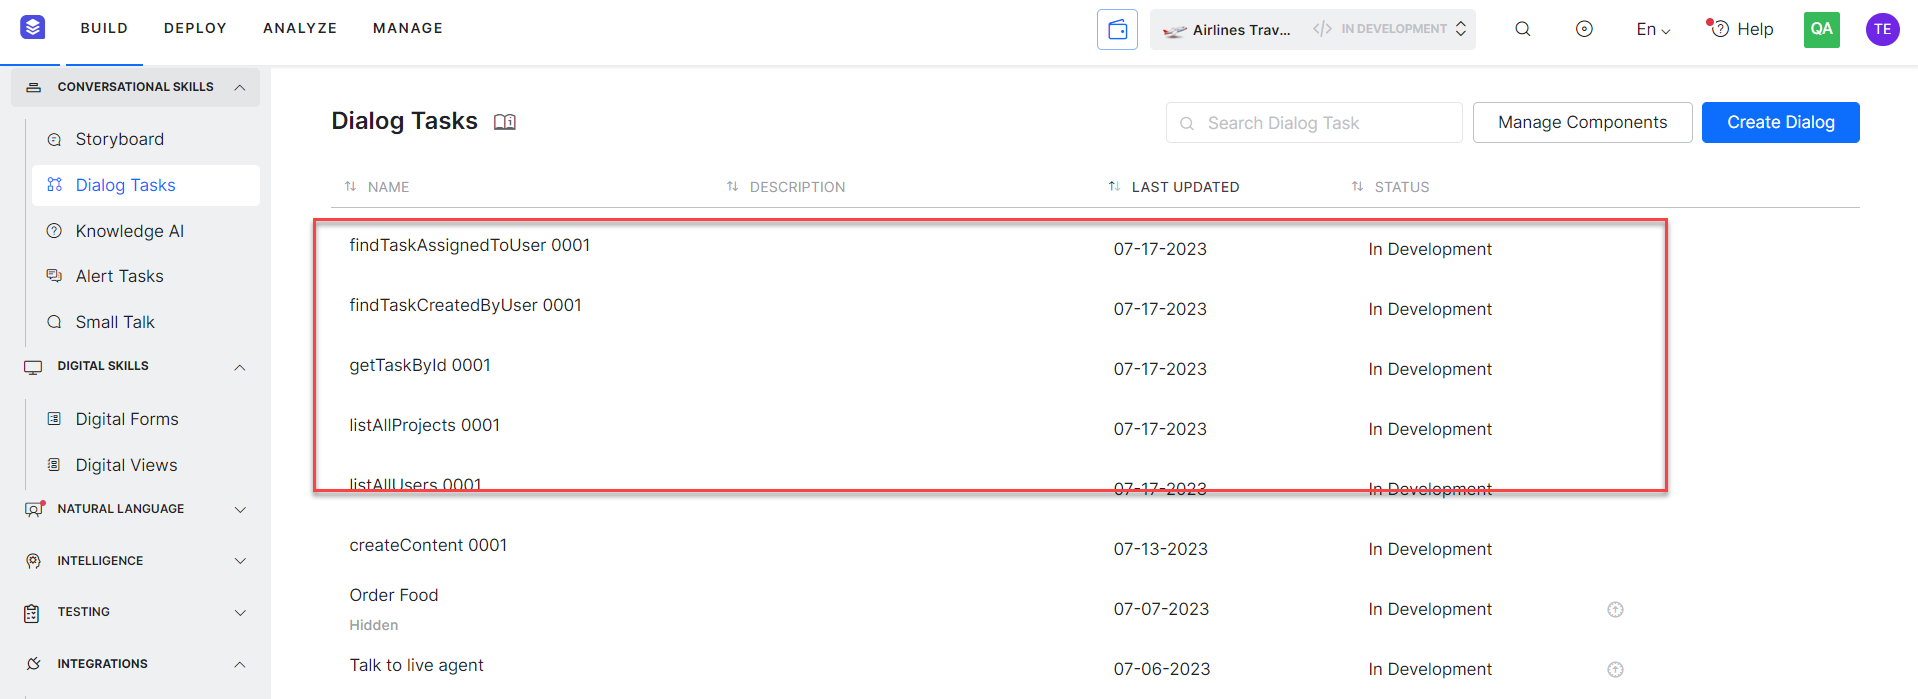 BUILD DEPLOY ANALYZE MANAGE Airlines Trav... </> IN DEVELOPMENT En Help QA TE
CONVERSATIONAL SKILLS
Storyboard
Dialog Tasks
Knowledge AI
Alert Tasks
Small Talk
DIGITAL SKILLS
Digital Forms
Digital Views
NATURAL LANGUAGE
INTELLIGENCE
TESTING
INTEGRATIONS
Dialog Tasks Search Dialog Task Manage Components Create Dialog
NAME DESCRIPTION LAST UPDATED STATUS
findTaskAssignedToUser 0001 07-17-2023 In Development
findTaskCreatedByUser 0001 07-17-2023 In Development
getTaskById 0001 07-17-2023 In Development
listAllProjects 0001 07-17-2023 In Development
listAllUsers 0001 07-17-2023 In Development
createContent 0001 07-13-2023 In Development
Order Food 07-07-2023 In Development
Hidden
Talk to live agent 07-06-2023 In Development